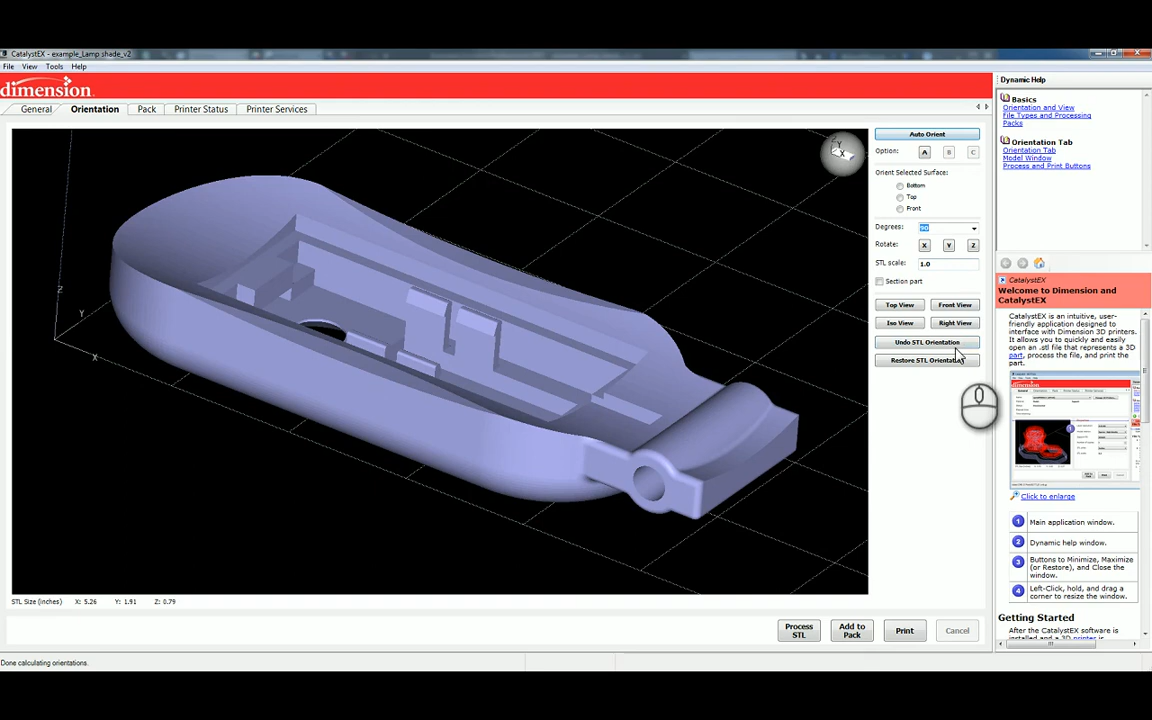 CatalystEX - example_Lamp shade_v2
File View Tools Help
dimension
General Orientation Pack Printer Status Printer Services
Auto Orient
Option: A B C
Orient Selected Surface:
Bottom
Top
Front
Degrees: 90
Rotate: X Y Z
STL scale: 1.0
Section part
Top View Front View
Iso View Right View
Undo STL Orientation
Restore STL Orientation
Z
Y
X
Y
X
STL Size (inches) X: 5.26 Y: 1.91 Z: 0.79
Process STL
Add to Pack
Print
Cancel
Done calculating orientations.
Dynamic Help
Basics
Orientation and View
File Types and Processing
Packs
Orientation Tab
Orientation Tab
Model Window
Process and Print Buttons
CatalystEX
Welcome to Dimension and
CatalystEX
CatalystEX is an intuitive, user-
friendly application designed to
interface with Dimension 3D
printers. It allows you to quickly and easily
open an .stl file that represents a 3D
part, process the file, and print the
part.
Click to enlarge
1 Main application window.
2 Dynamic help window.
3 Buttons to Minimize, Maximize
(or Restore), and Close the
window.
4 Left-Click, hold, and drag a
corner to resize the window.
Getting Started
After the CatalystEX software is